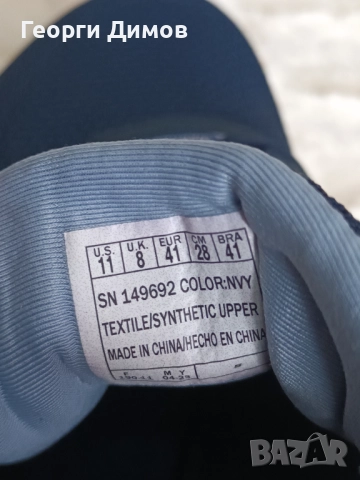 Георги Димов
U.S. U.K. EUR CM BRA
11 8 41 28 41
SN 149692 COLOR:NVY
TEXTILE/SYNTHETIC UPPER
MADE IN CHINA/HECHO EN CHINA
F M Y
BAZAR